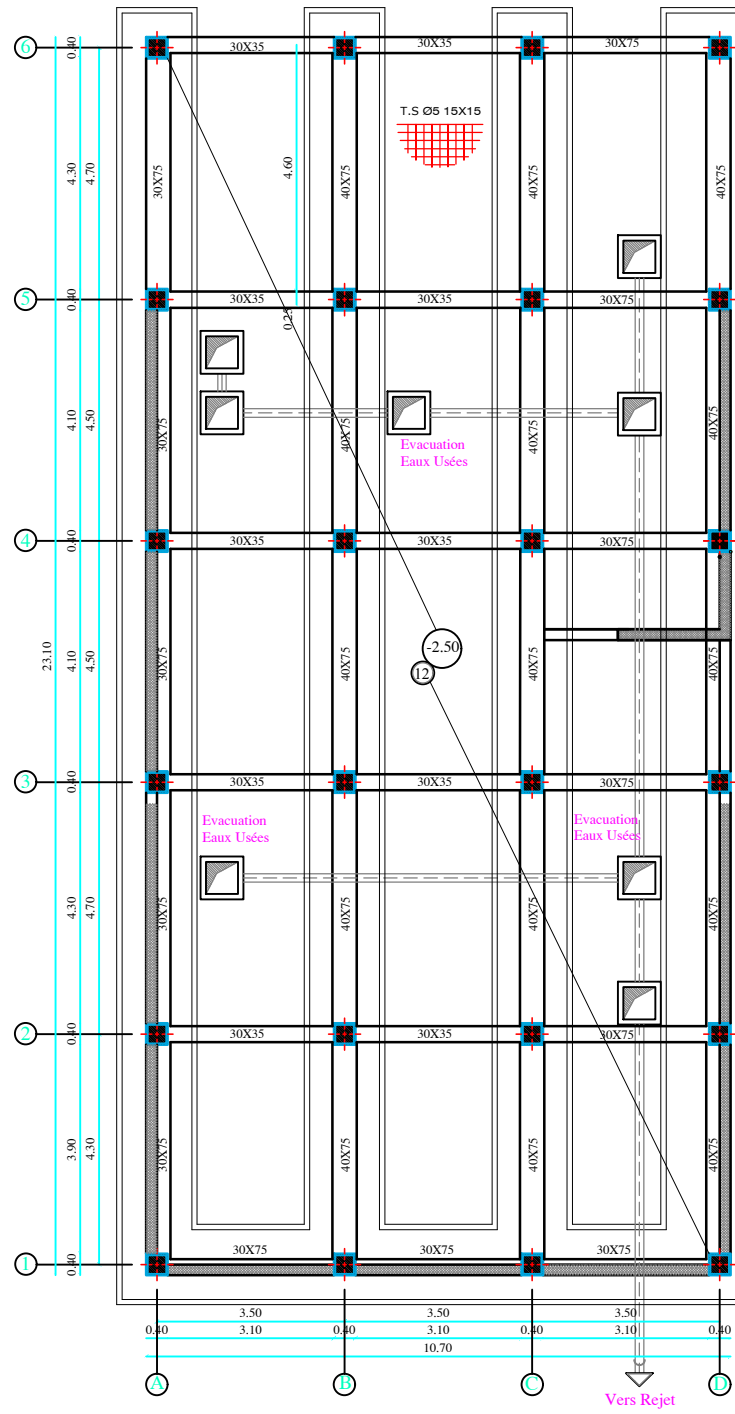 6
0.40
30X35
30X35
30X75
T.S Ø5 15X15
4.30
4.70
4.60
30X75
40X75
40X75
40X75
5
0.40
30X35
30X35
30X75
0.25
4.10
4.50
30X75
40X75
40X75
40X75
Evacuation
Eaux Usées
4
0.40
30X35
30X35
30X75
23.10
4.10
4.50
30X75
40X75
40X75
40X75
-2.50
12
3
0.40
30X35
30X35
30X75
Evacuation
Eaux Usées
Evacuation
Eaux Usées
4.30
4.70
30X75
40X75
40X75
40X75
2
0.40
30X35
30X35
30X75
3.90
4.30
30X75
40X75
40X75
40X75
30X75
30X75
30X75
1
0.40
3.50
3.50
3.50
0.40
3.10
0.40
3.10
0.40
3.10
0.40
10.70
A
B
C
D
Vers Rejet